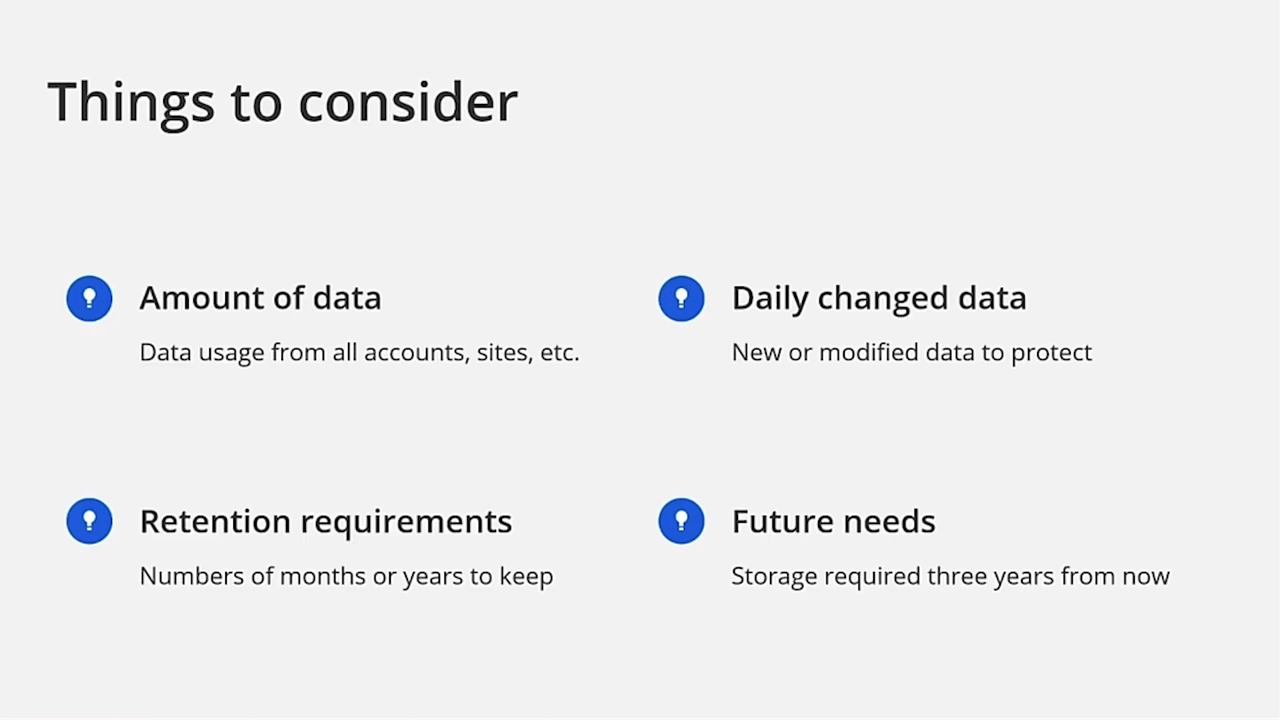 Things to consider
Amount of data
Data usage from all accounts, sites, etc.
Daily changed data
New or modified data to protect
Retention requirements
Numbers of months or years to keep
Future needs
Storage required three years from now